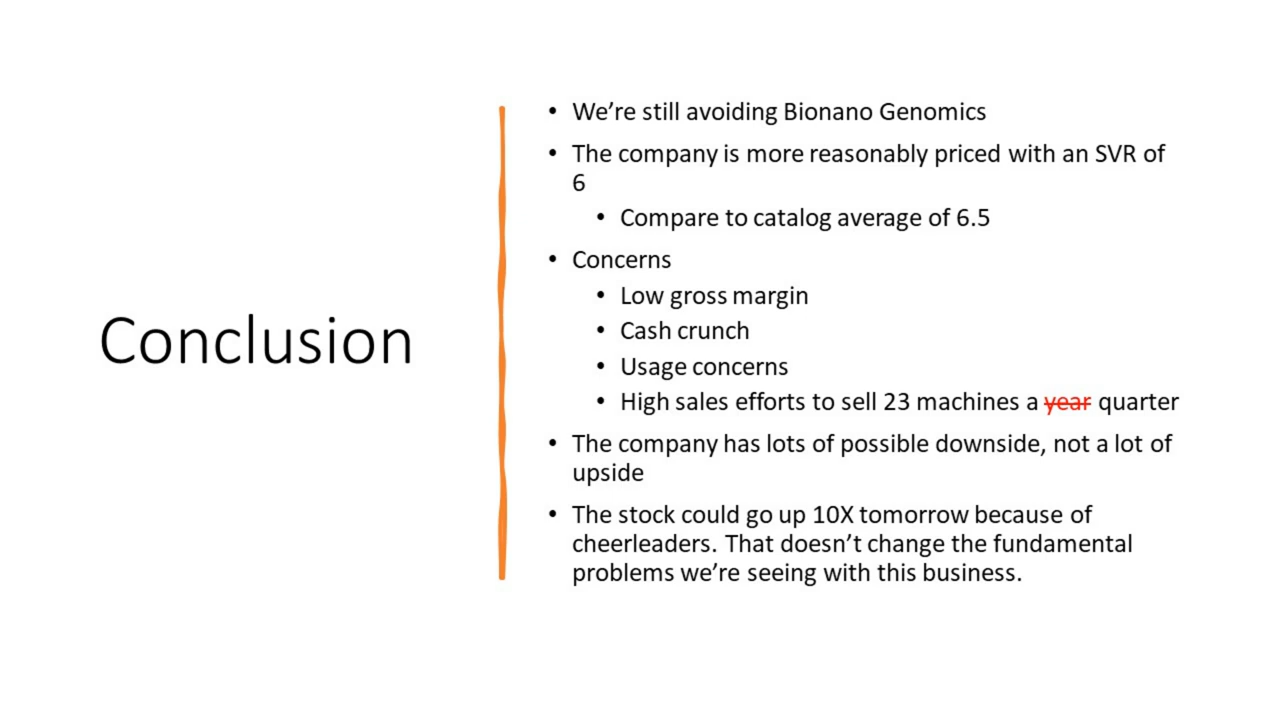 Conclusion
• We’re still avoiding Bionano Genomics
• The company is more reasonably priced with an SVR of
6
• Compare to catalog average of 6.5
• Concerns
• Low gross margin
• Cash crunch
• Usage concerns
• High sales efforts to sell 23 machines a year quarter
• The company has lots of possible downside, not a lot of
upside
• The stock could go up 10X tomorrow because of
cheerleaders. That doesn’t change the fundamental
problems we’re seeing with this business.